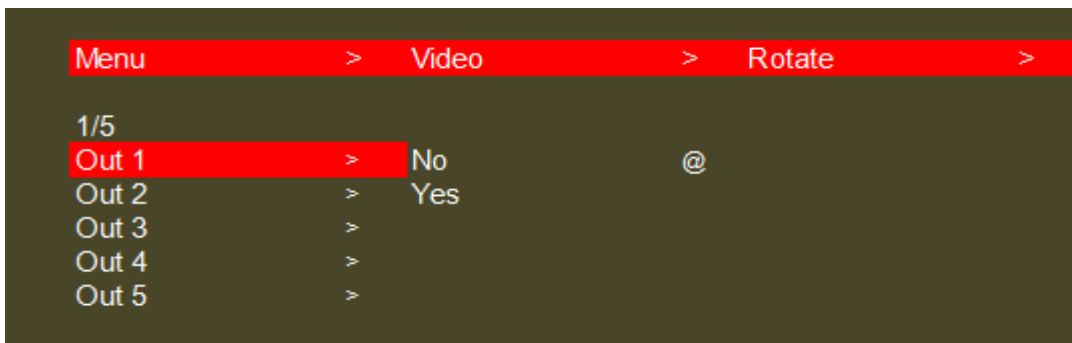 Menu > Video > Rotate >
1/5
Out 1 > No @
Out 2 > Yes
Out 3 >
Out 4 >
Out 5 >